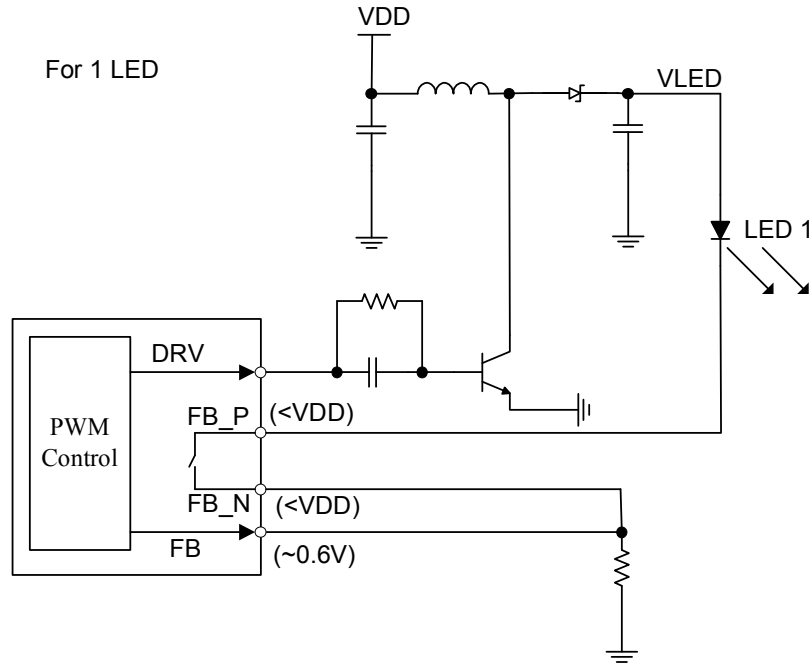 VDD
For 1 LED
VLED
LED 1
DRV
FB_P
(<VDD)
PWM
Control
FB_N
(<VDD)
FB
(~0.6V)